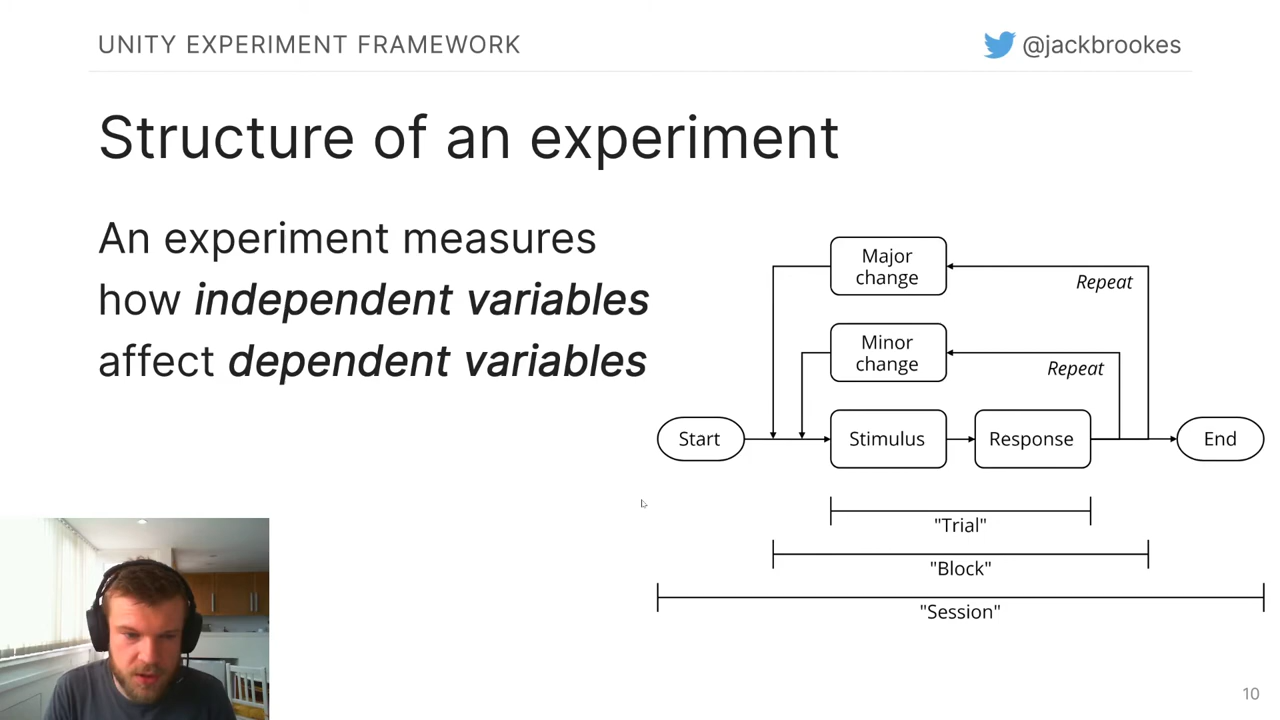 UNITY EXPERIMENT FRAMEWORK
@jackbrookes
Structure of an experiment
An experiment measures
how independent variables
affect dependent variables
Major
change
Repeat
Minor
change
Repeat
Start
Stimulus
Response
End
"Trial"
"Block"
"Session"
10